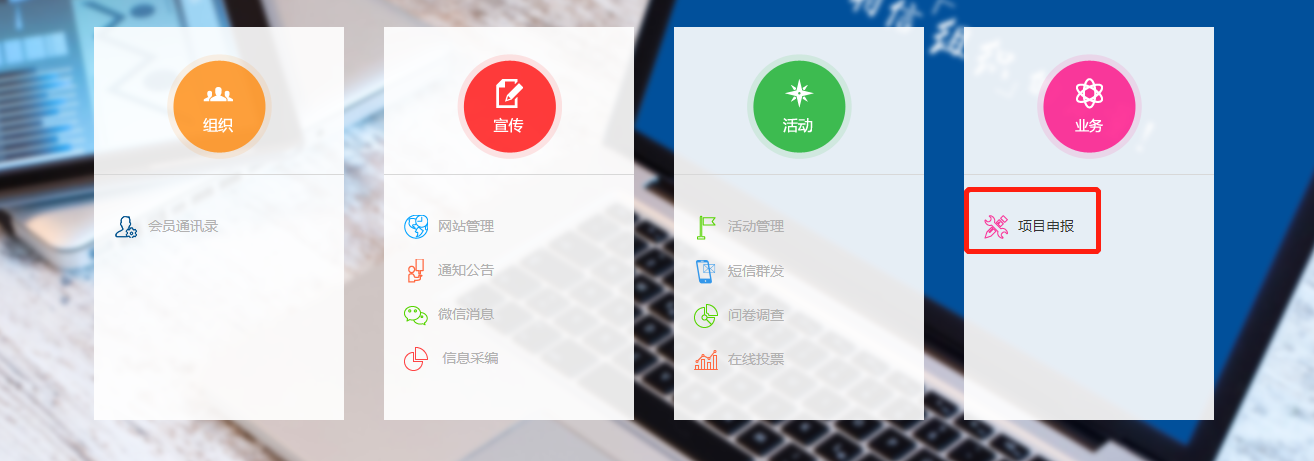 组织
会员通讯录
宣传
网站管理
通知公告
微信消息
信息采编
活动
活动管理
短信群发
问卷调查
在线投票
业务
项目申报